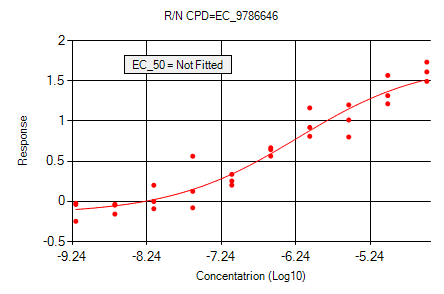 R/N CPD=EC_9786646
2
EC_50 = Not Fitted
1.5
1
Response
0.5
0
-0.5
-9.24 -8.24 -7.24 -6.24 -5.24
Concentatrion (Log10)